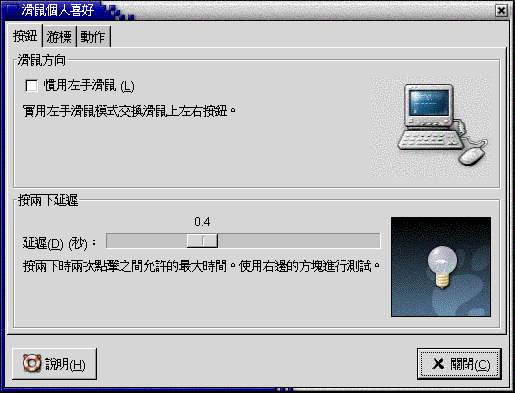 滑鼠個人喜好
按鈕 游標 動作
滑鼠方向
慣用左手滑鼠 (L)
實用左手滑鼠模式交換滑鼠上左右按鈕。
按兩下延遲
0.4
延遲(D) (秒)：
按兩下時兩次點擊之間允許的最大時間。使用右邊的方塊進行測試。
說明(H) 關閉(C)